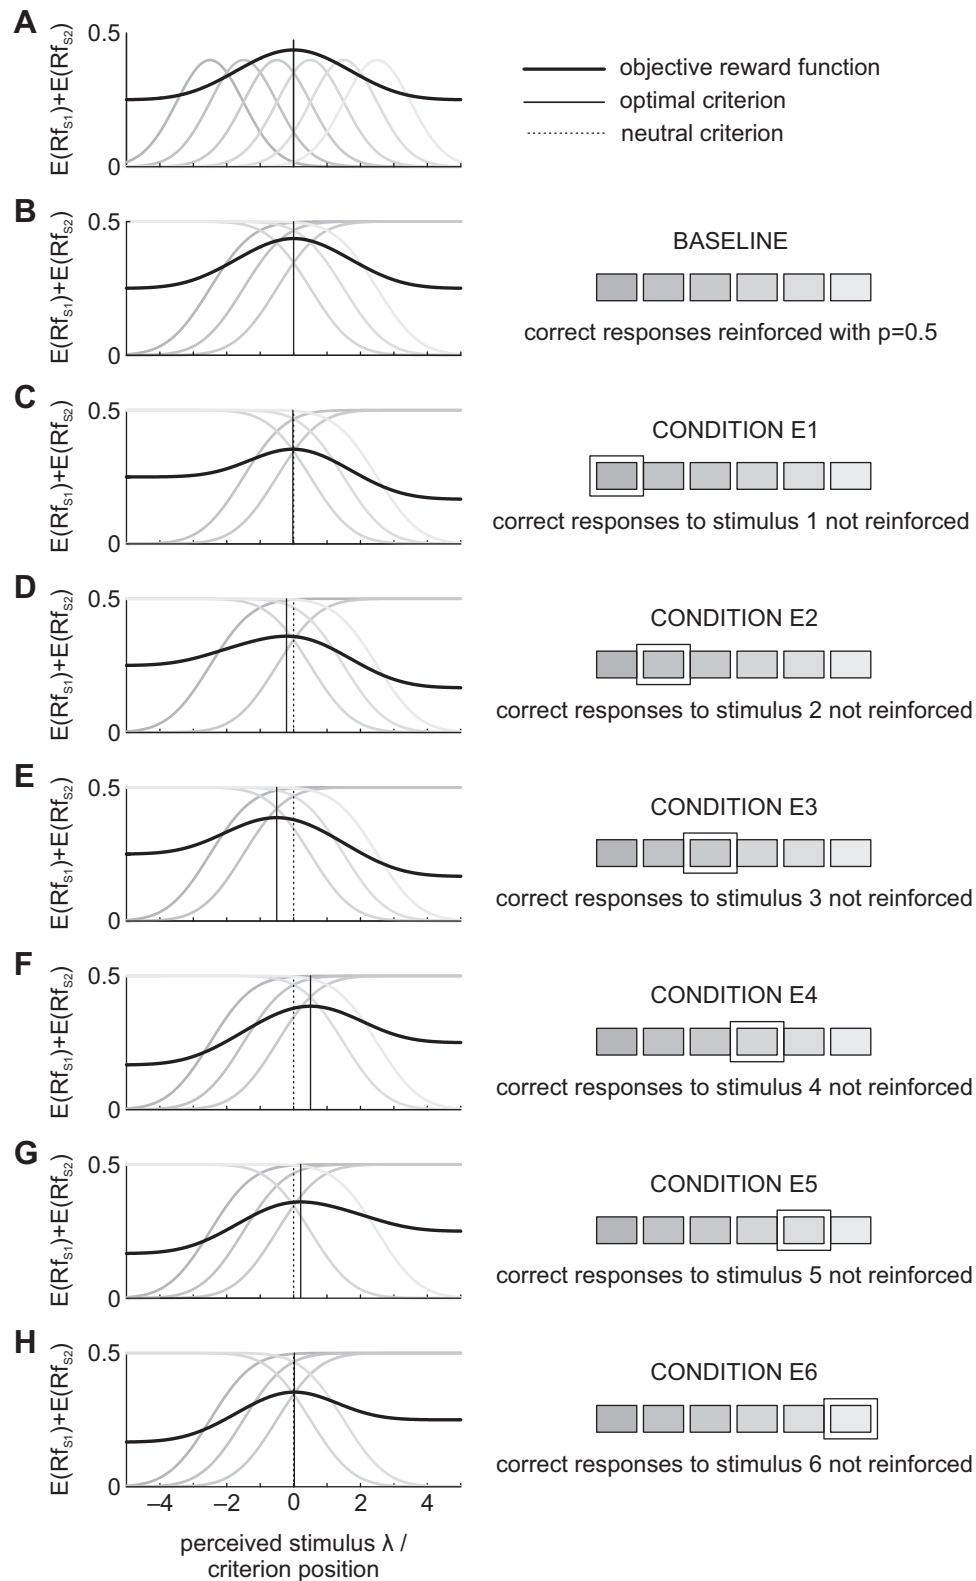 A
E(Rf_S1)+E(Rf_S2)
0.5
0
objective reward function
optimal criterion
neutral criterion
B
E(Rf_S1)+E(Rf_S2)
0.5
0
BASELINE
correct responses reinforced with p=0.5
C
E(Rf_S1)+E(Rf_S2)
0.5
0
CONDITION E1
correct responses to stimulus 1 not reinforced
D
E(Rf_S1)+E(Rf_S2)
0.5
0
CONDITION E2
correct responses to stimulus 2 not reinforced
E
E(Rf_S1)+E(Rf_S2)
0.5
0
CONDITION E3
correct responses to stimulus 3 not reinforced
F
E(Rf_S1)+E(Rf_S2)
0.5
0
CONDITION E4
correct responses to stimulus 4 not reinforced
G
E(Rf_S1)+E(Rf_S2)
0.5
0
CONDITION E5
correct responses to stimulus 5 not reinforced
H
E(Rf_S1)+E(Rf_S2)
0.5
0
CONDITION E6
correct responses to stimulus 6 not reinforced
–4 –2 0 2 4
perceived stimulus λ /
criterion position